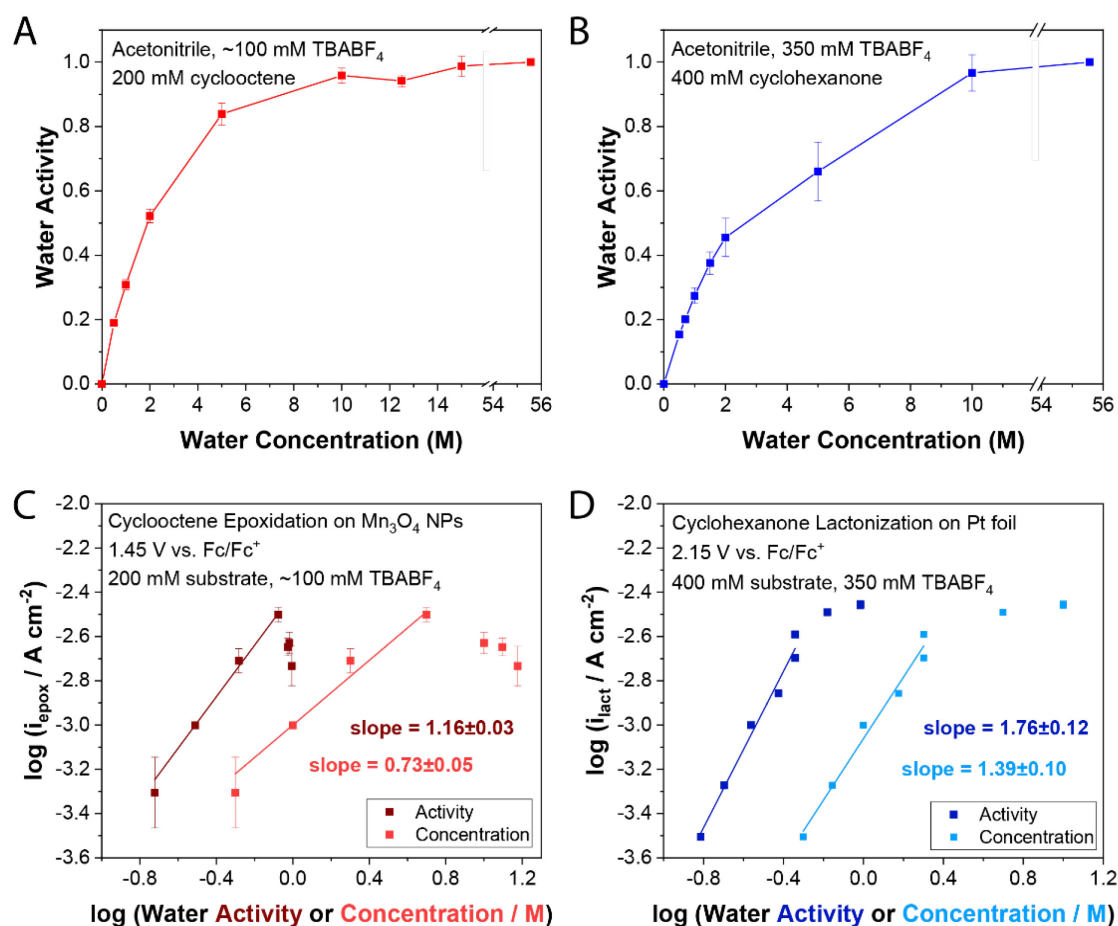 A
Acetonitrile, ~100 mM TBABF4
200 mM cyclooctene
Water Activity
1.0
0.8
0.6
0.4
0.2
0.0
0 2 4 6 8 10 12 14 54 56
Water Concentration (M)
B
Acetonitrile, 350 mM TBABF4
400 mM cyclohexanone
Water Activity
1.0
0.8
0.6
0.4
0.2
0.0
0 2 4 6 8 10 54 56
Water Concentration (M)
C
Cyclooctene Epoxidation on Mn3O4 NPs
1.45 V vs. Fc/Fc+
200 mM substrate, ~100 mM TBABF4
log (iepox / A cm-2)
-2.0
-2.2
-2.4
-2.6
-2.8
-3.0
-3.2
-3.4
-3.6
slope = 1.16±0.03
slope = 0.73±0.05
Activity
Concentration
-0.8 -0.4 0.0 0.4 0.8 1.2
log (Water Activity or Concentration / M)
D
Cyclohexanone Lactonization on Pt foil
2.15 V vs. Fc/Fc+
400 mM substrate, 350 mM TBABF4
log (ilact / A cm-2)
-2.0
-2.2
-2.4
-2.6
-2.8
-3.0
-3.2
-3.4
-3.6
slope = 1.76±0.12
slope = 1.39±0.10
Activity
Concentration
-0.8 -0.4 0.0 0.4 0.8 1.2
log (Water Activity or Concentration / M)